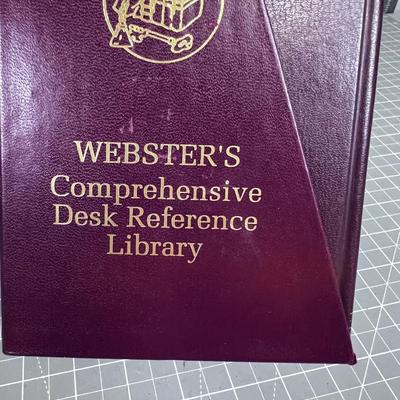 WEBSTER'S
Comprehensive
Desk Reference
Library